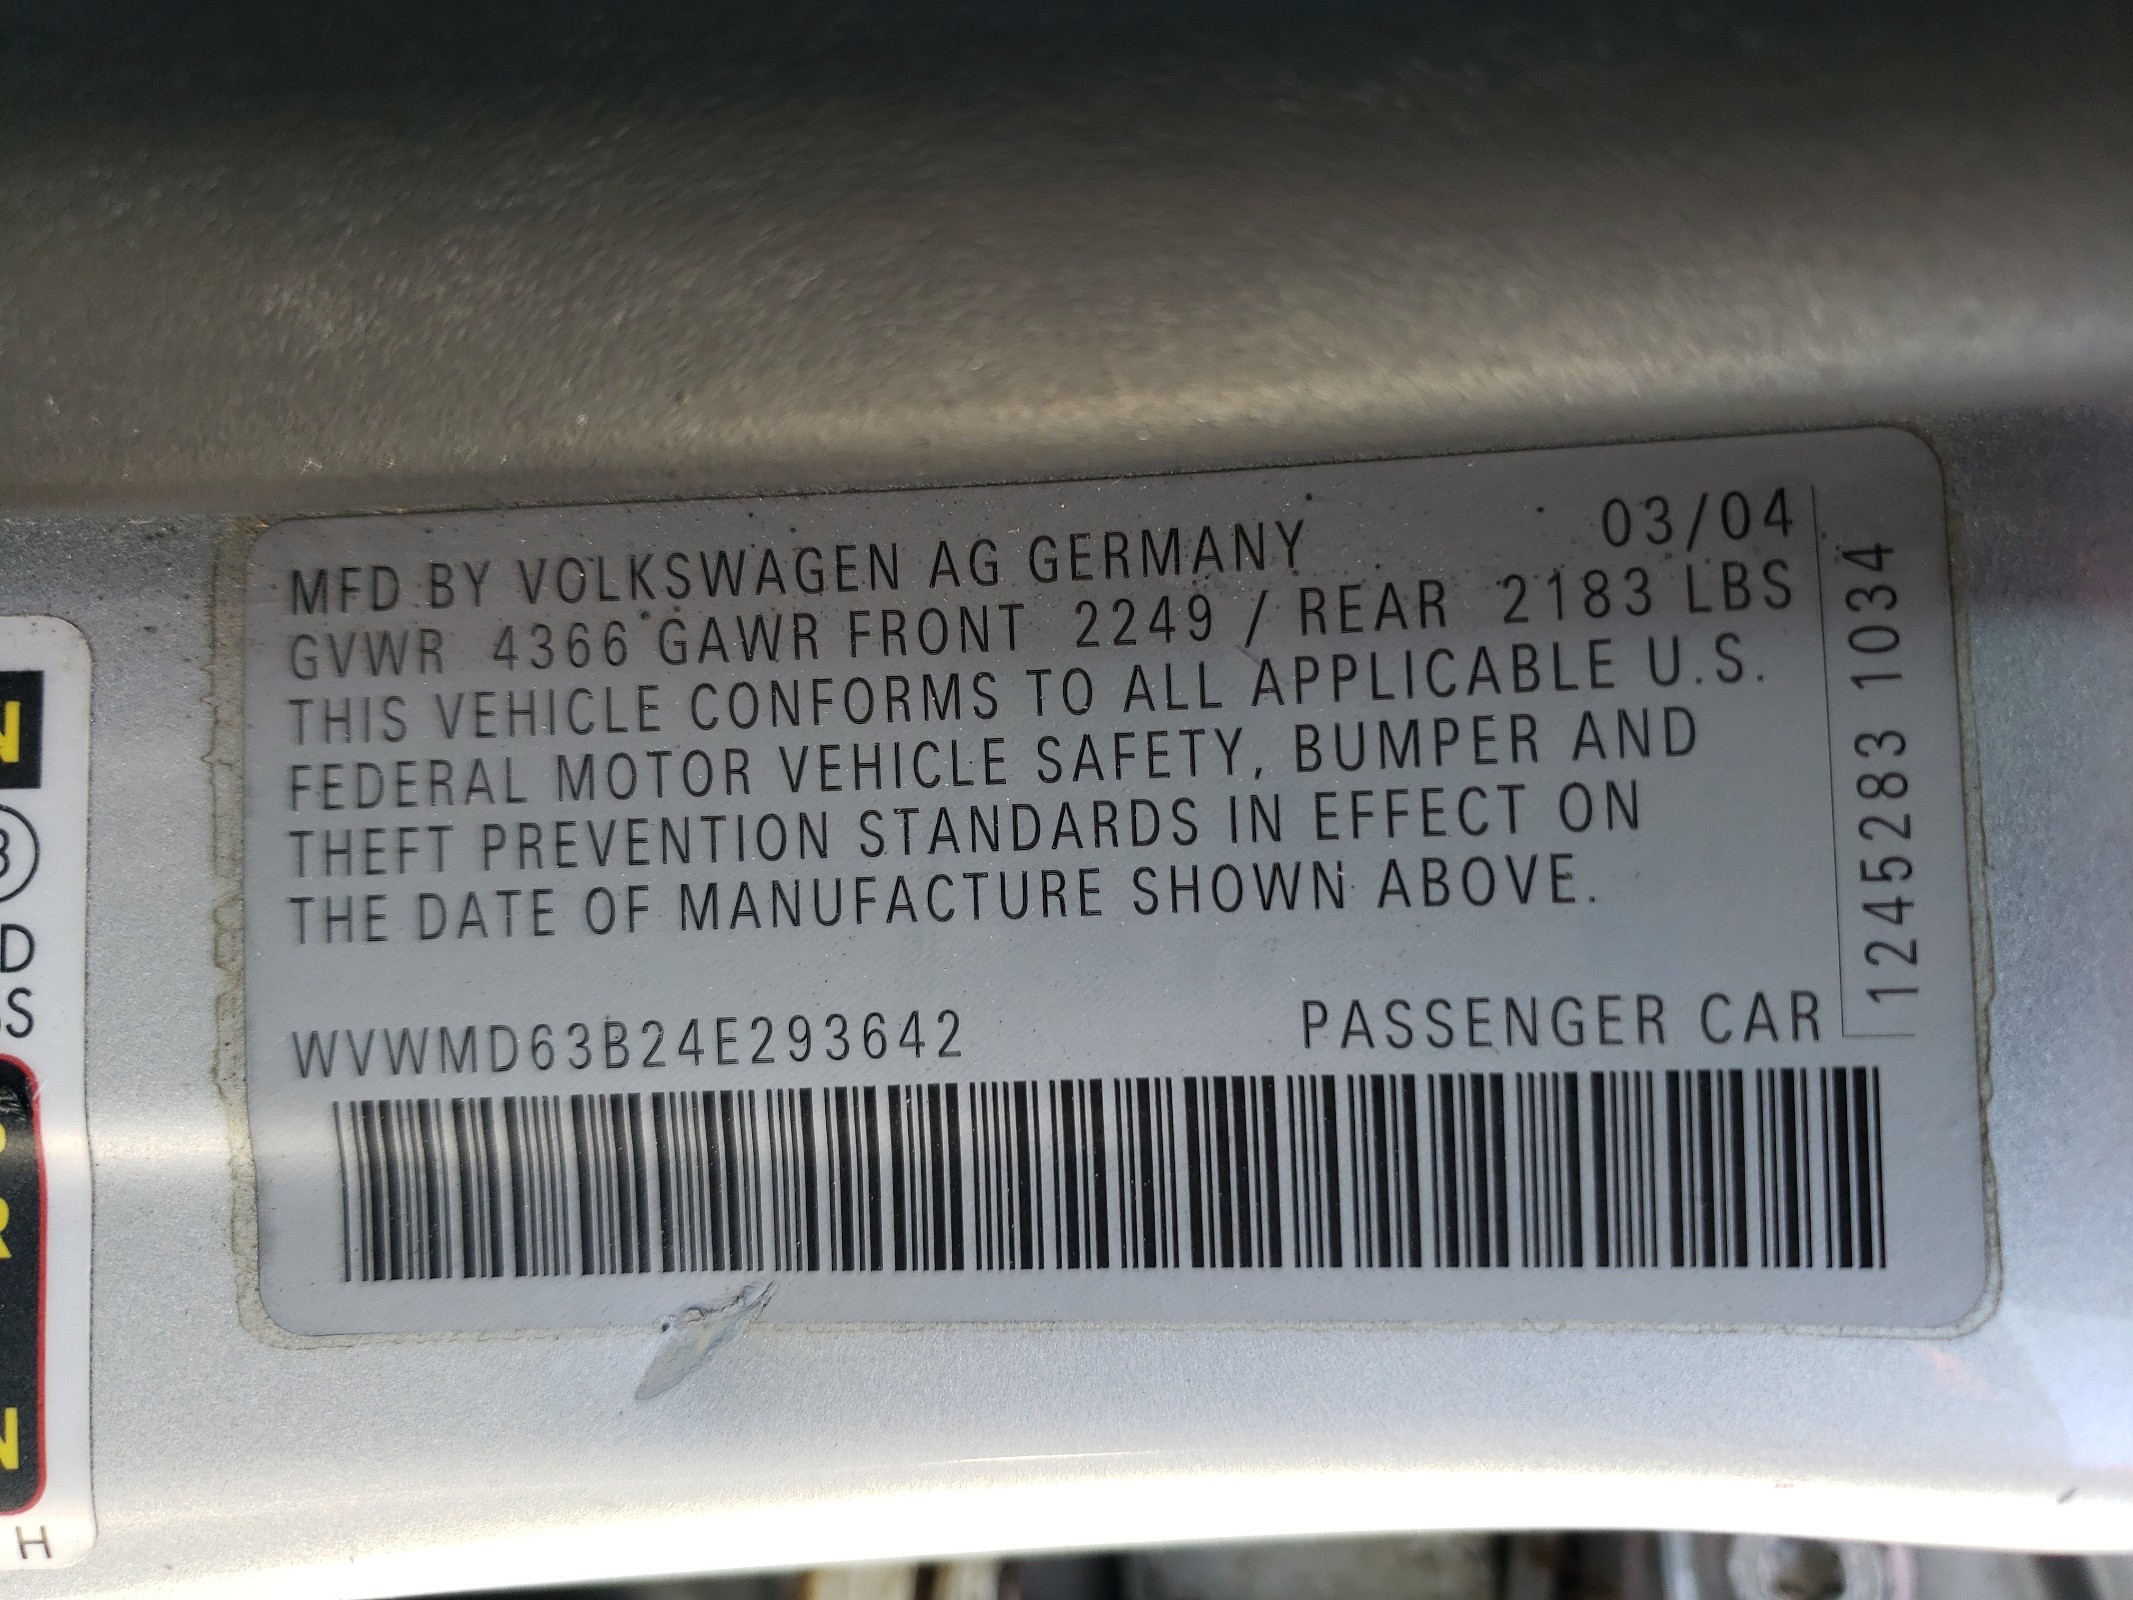 MFD BY VOLKSWAGEN AG GERMANY 03/04
GVWR 4366 GAWR FRONT 2249 / REAR 2183 LBS
THIS VEHICLE CONFORMS TO ALL APPLICABLE U.S.
FEDERAL MOTOR VEHICLE SAFETY, BUMPER AND
THEFT PREVENTION STANDARDS IN EFFECT ON
THE DATE OF MANUFACTURE SHOWN ABOVE.
WVWMD63B24E293642 PASSENGER CAR
1245283 1034
N
D
S
R
N
H